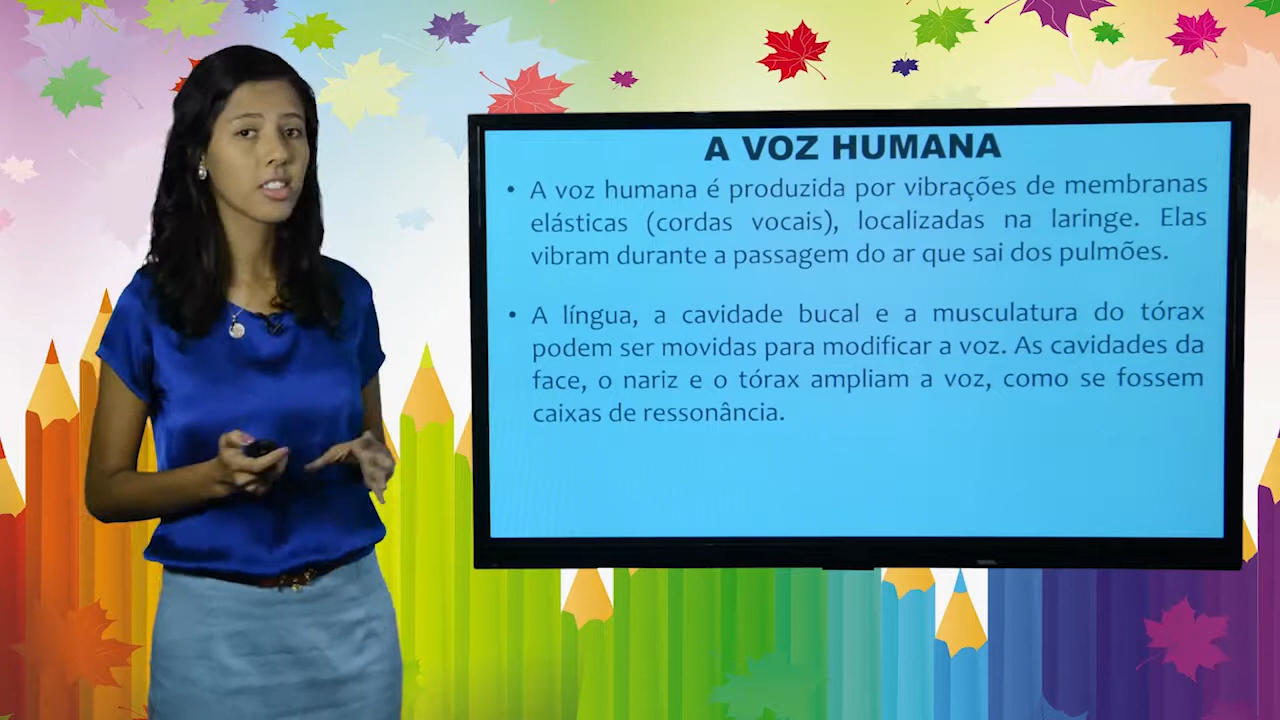 A VOZ HUMANA
• A voz humana é produzida por vibrações de membranas
elásticas (cordas vocais), localizadas na laringe. Elas
vibram durante a passagem do ar que sai dos pulmões.
• A língua, a cavidade bucal e a musculatura do tórax
podem ser movidas para modificar a voz. As cavidades da
face, o nariz e o tórax ampliam a voz, como se fossem
caixas de ressonância.